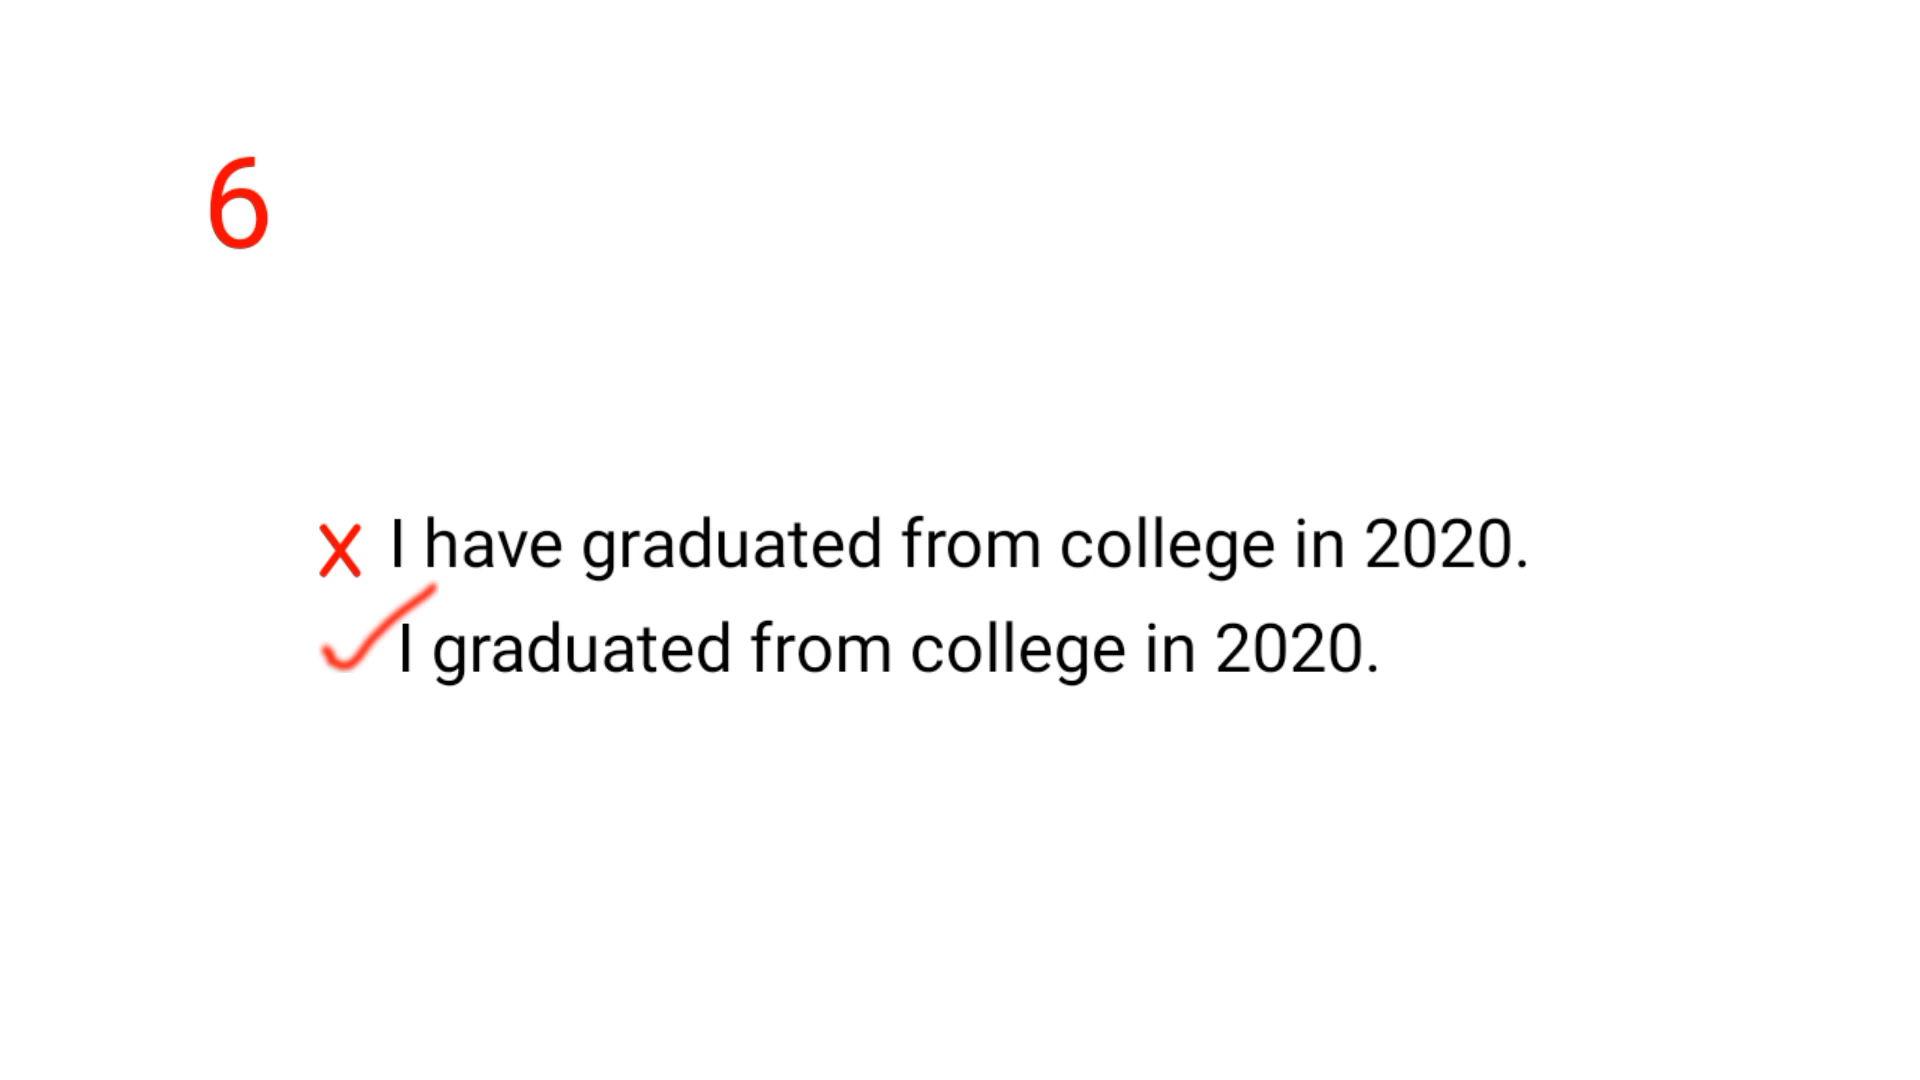 6
X I have graduated from college in 2020.
✓ I graduated from college in 2020.